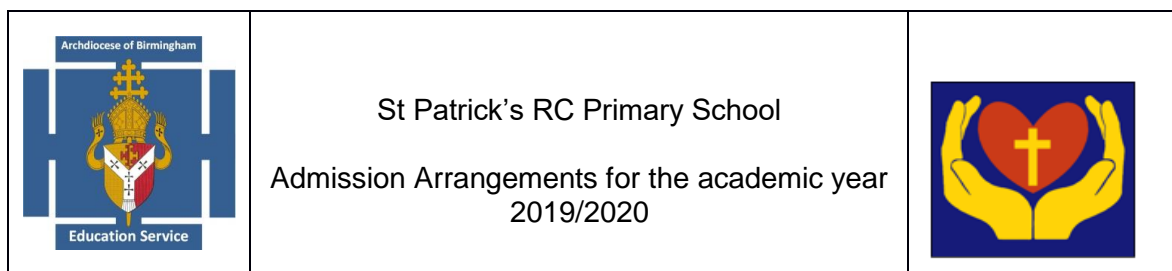 Archdiocese of Birmingham
Education Service
St Patrick’s RC Primary School
Admission Arrangements for the academic year
2019/2020